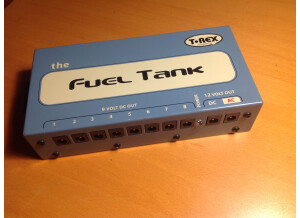 T-REX
the
FUEL TANK
9 VOLT DC OUT
12 VOLT OUT
1 2 3 4 5 6 7 8 DC AC